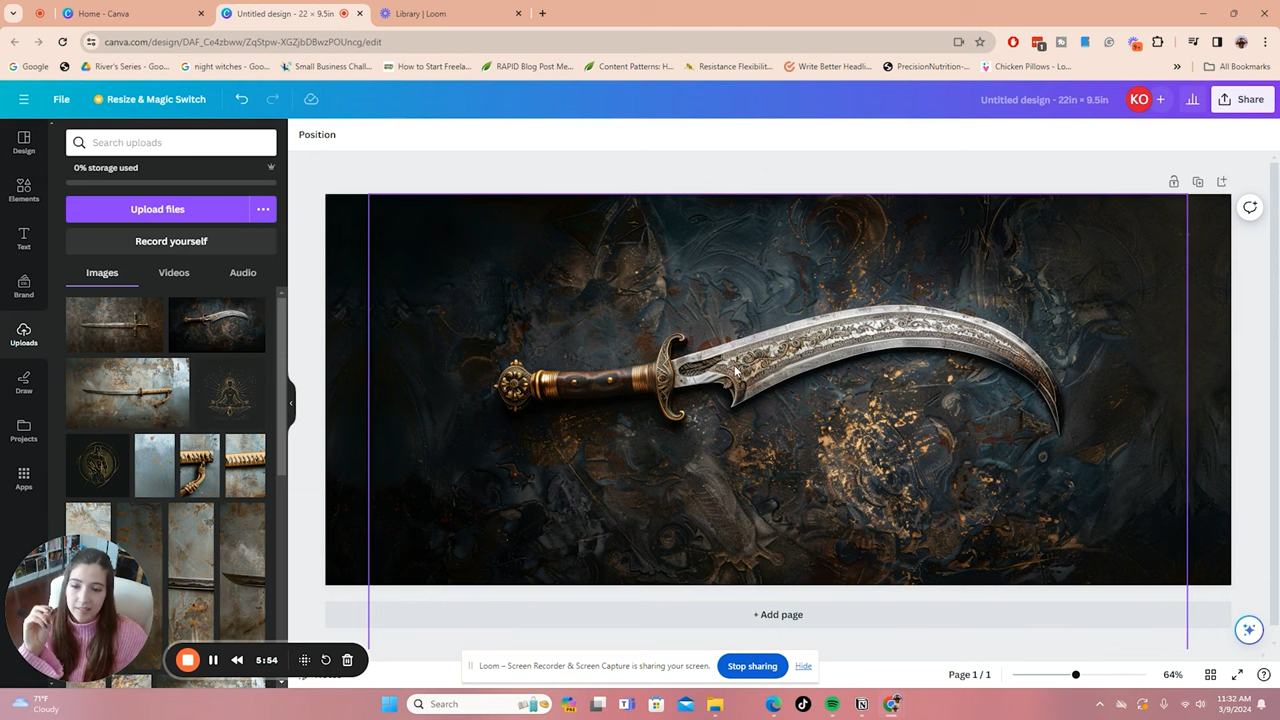 Home - Canva
Untitled design - 22 × 9.5in
Library | Loom
canva.com/design/DAF_Ce4zbww/ZqStpw-XGZjbDBwzPOUncg/edit
Google
River's Series - Goo...
night witches - Goo...
Small Business Chall...
How to Start Freela...
RAPID Blog Post Me...
Content Patterns: H...
Resistance Flexibilit...
Write Better Headli...
PrecisionNutrition-...
Chicken Pillows - Lo...
All Bookmarks
File
Resize & Magic Switch
Untitled design - 22in × 9.5in
KO
Share
Design
Elements
Text
Brand
Uploads
Draw
Projects
Apps
Search uploads
0% storage used
Upload files
Record yourself
Images
Videos
Audio
Position
+ Add page
5:54
Loom – Screen Recorder & Screen Capture is sharing your screen.
Stop sharing
Hide
Page 1 / 1
64%
71°F
Cloudy
Search
11:32 AM
3/9/2024